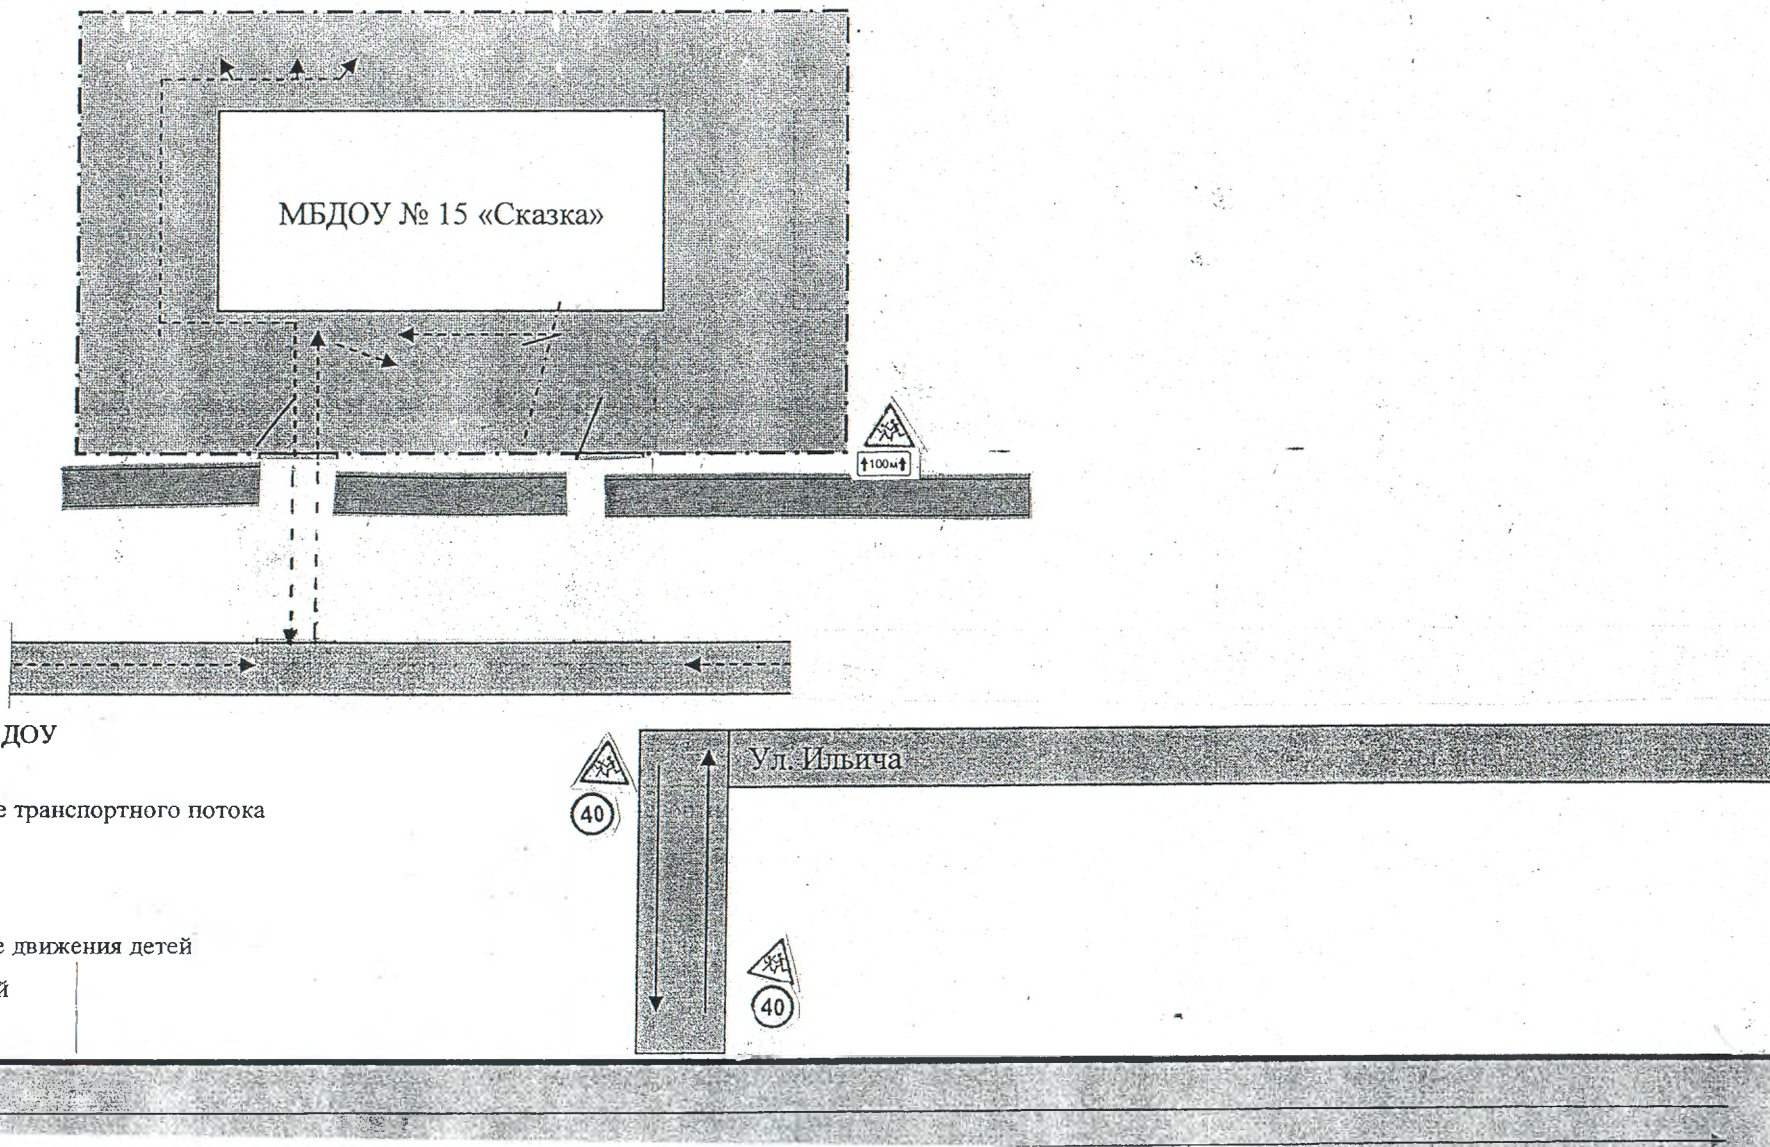 МБДОУ № 15 «Сказка»
100м
ДОУ
Ул. Ильича
е транспортного потока
40
е движения детей
й
40